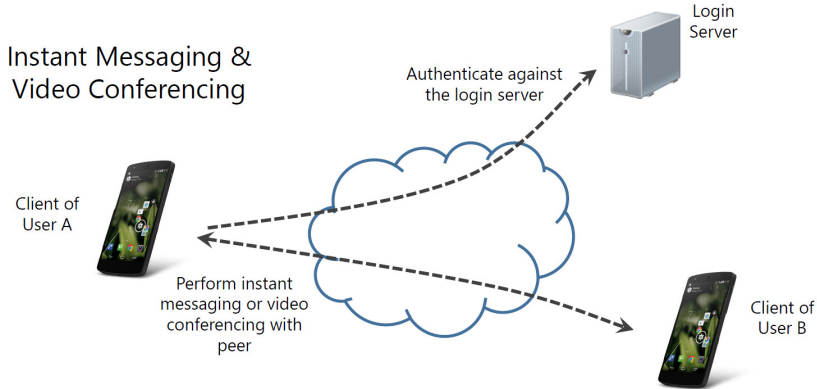 Instant Messaging &
Video Conferencing
Login
Server
Authenticate against
the login server
Client of
User A
Perform instant
messaging or video
conferencing with
peer
Client of
User B